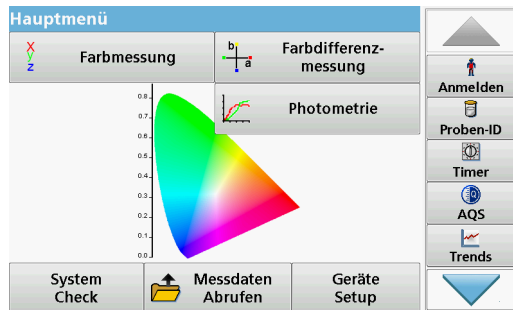 Hauptmenü
X
y
z
Farbmessung
b
a
Farbdifferenz-
messung
Photometrie
0.8
0.7
0.6
0.5
0.4
0.3
0.2
0.1
0.0
System
Check
Messdaten
Abrufen
Geräte
Setup
Anmelden
Proben-ID
Timer
Q
AQS
Trends